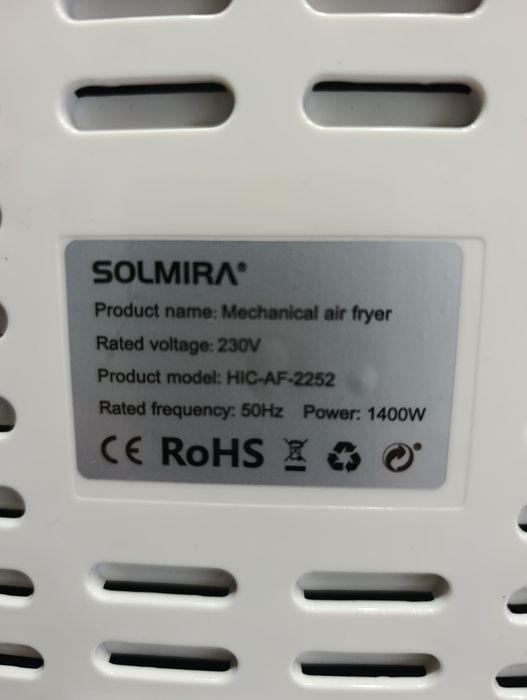 SOLMIRA®
Product name: Mechanical air fryer
Rated voltage: 230V
Product model: HIC-AF-2252
Rated frequency: 50Hz Power: 1400W
CE RoHS